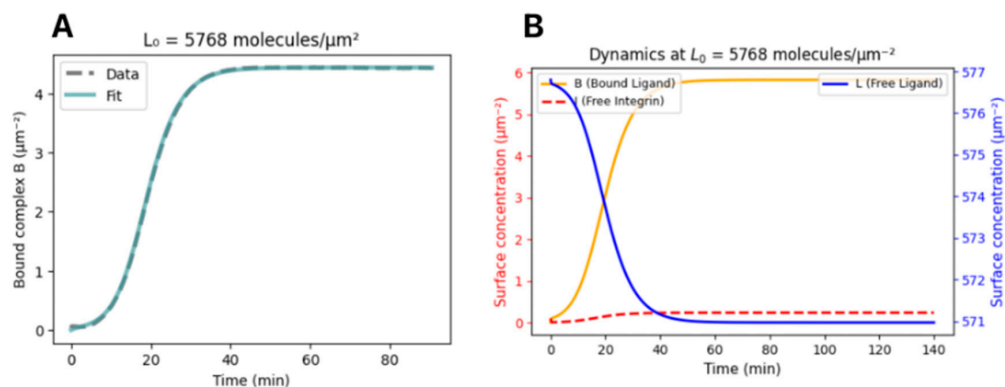 A
L₀ = 5768 molecules/μm²
Data
Fit
Bound complex B (μm⁻²)
4
3
2
1
0
0 20 40 60 80
Time (min)
B
Dynamics at L₀ = 5768 molecules/μm⁻²
B (Bound Ligand)
I (Free Integrin)
L (Free Ligand)
Surface concentration (μm⁻²)
6
5
4
3
2
1
0
577
576
575
574
573
572
571
Surface concentration (μm⁻²)
0 20 40 60 80 100 120 140
Time (min)